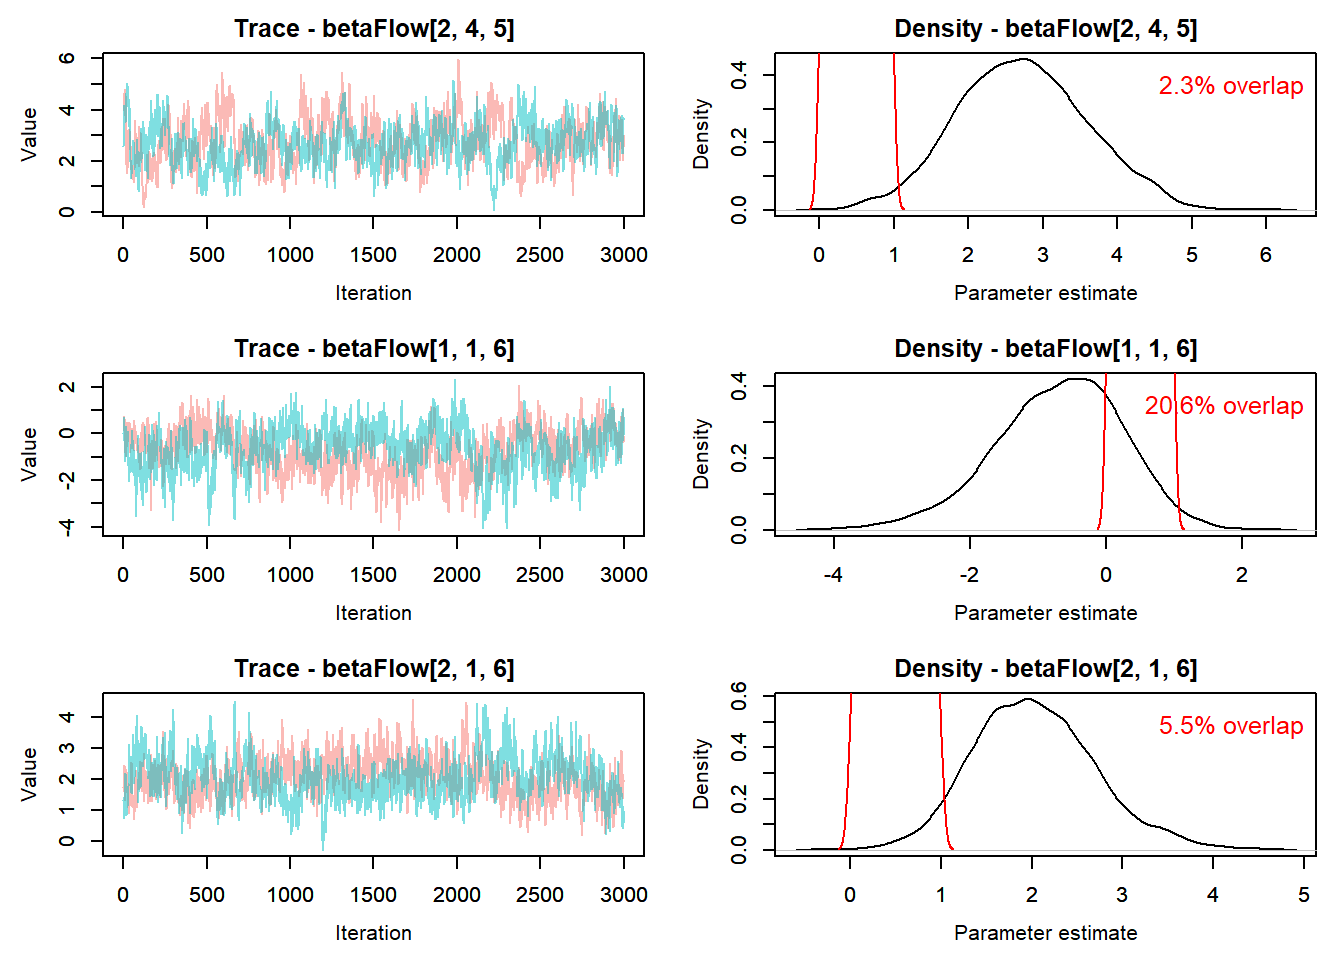 Trace - betaFlow[2, 4, 5]
Value
0 2 4 6
0 500 1000 1500 2000 2500 3000
Iteration
Density - betaFlow[2, 4, 5]
2.3% overlap
Density
0.0 0.2 0.4
0 1 2 3 4 5 6
Parameter estimate
Trace - betaFlow[1, 1, 6]
Value
-4 -2 0 2
0 500 1000 1500 2000 2500 3000
Iteration
Density - betaFlow[1, 1, 6]
20.6% overlap
Density
0.0 0.2 0.4
-4 -2 0 2
Parameter estimate
Trace - betaFlow[2, 1, 6]
Value
0 1 2 3 4
0 500 1000 1500 2000 2500 3000
Iteration
Density - betaFlow[2, 1, 6]
5.5% overlap
Density
0.0 0.2 0.4 0.6
0 1 2 3 4 5
Parameter estimate